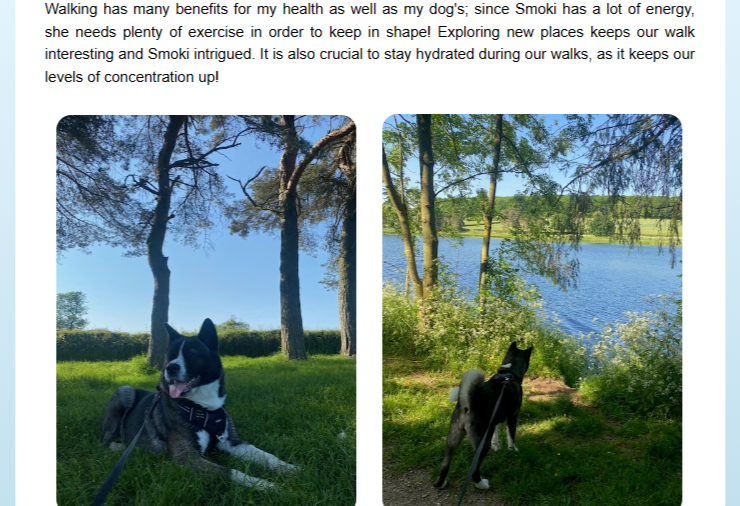 Walking has many benefits for my health as well as my dog's; since Smoki has a lot of energy,
she needs plenty of exercise in order to keep in shape! Exploring new places keeps our walk
interesting and Smoki intrigued. It is also crucial to stay hydrated during our walks, as it keeps our
levels of concentration up!